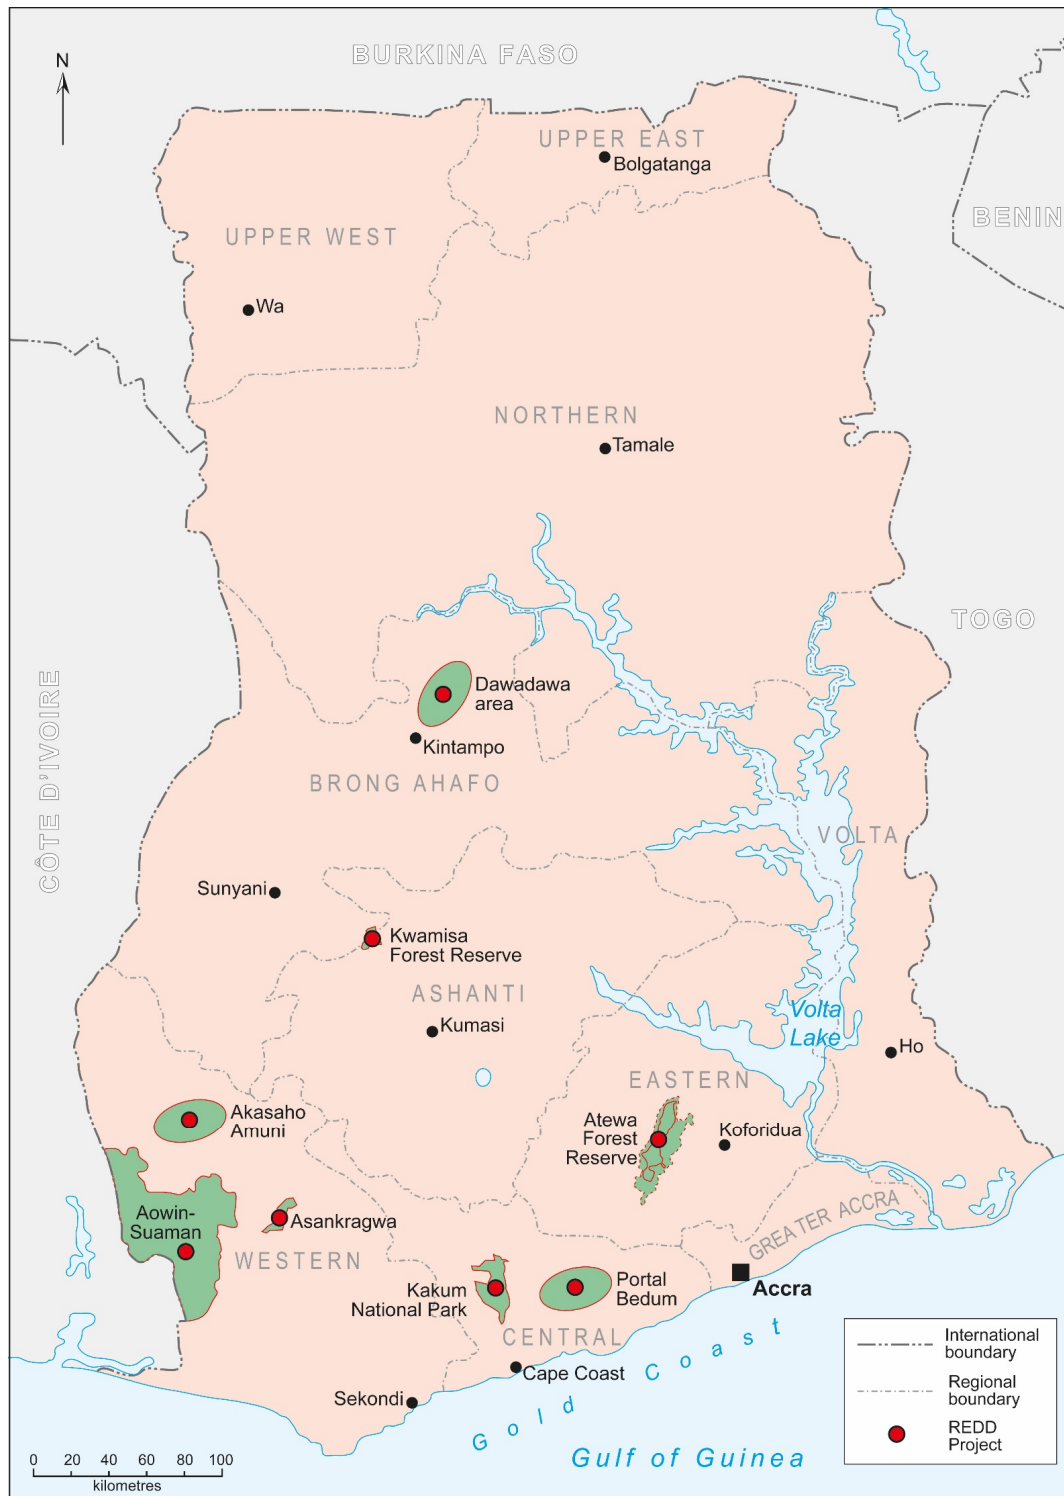 BURKINA FASO
N
UPPER EAST
Bolgatanga
BENIN
UPPER WEST
Wa
NORTHERN
Tamale
TOGO
CÔTE D'IVOIRE
Dawadawa
area
Kintampo
BRONG AHAFO
VOLTA
Sunyani
Kwamisa
Forest Reserve
ASHANTI
Kumasi
Volta
Lake
Ho
EASTERN
Akasaho
Amuni
Atewa
Forest
Reserve
Koforidua
Aowin-
Suaman
Asankragwa
WESTERN
GREATER ACCRA
Kakum
National Park
Portal
Bedum
Accra
CENTRAL
Cape Coast
Sekondi
Gold Coast
Gulf of Guinea
International
boundary
Regional
boundary
REDD
Project
0 20 40 60 80 100
kilometres